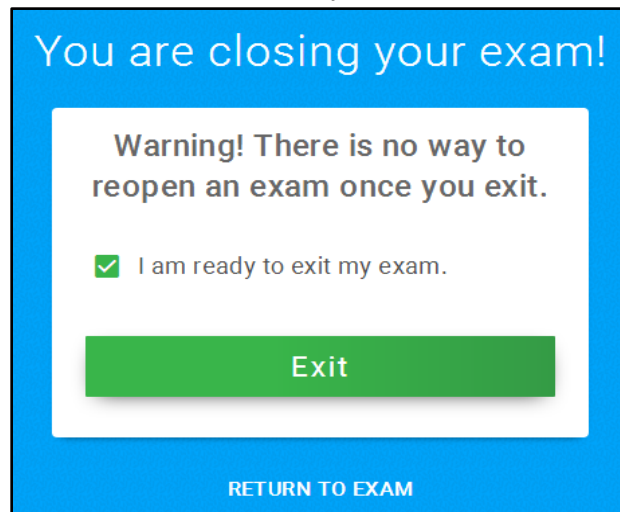 You are closing your exam!
Warning! There is no way to
reopen an exam once you exit.
I am ready to exit my exam.
Exit
RETURN TO EXAM